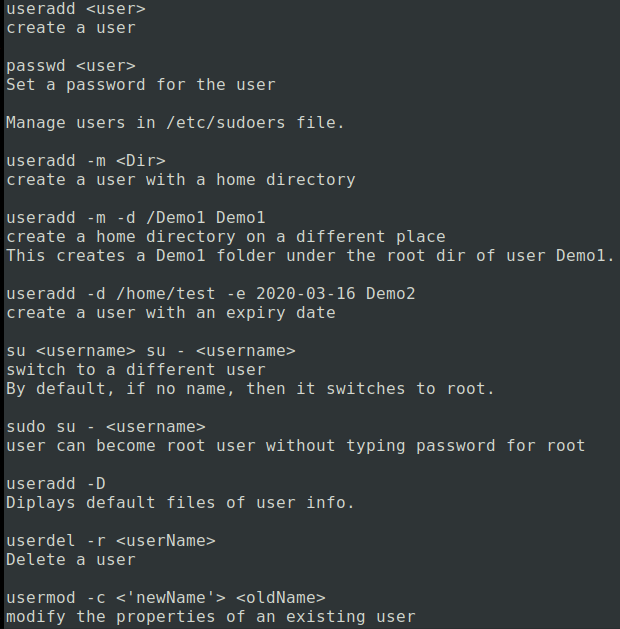 useradd <user>
create a user
passwd <user>
Set a password for the user
Manage users in /etc/sudoers file.
useradd -m <Dir>
create a user with a home directory
useradd -m -d /Demo1 Demo1
create a home directory on a different place
This creates a Demo1 folder under the root dir of user Demo1.
useradd -d /home/test -e 2020-03-16 Demo2
create a user with an expiry date
su <username> su - <username>
switch to a different user
By default, if no name, then it switches to root.
sudo su - <username>
user can become root user without typing password for root
useradd -D
Diplays default files of user info.
userdel -r <userName>
Delete a user
usermod -c <'newName'> <oldName>
modify the properties of an existing user